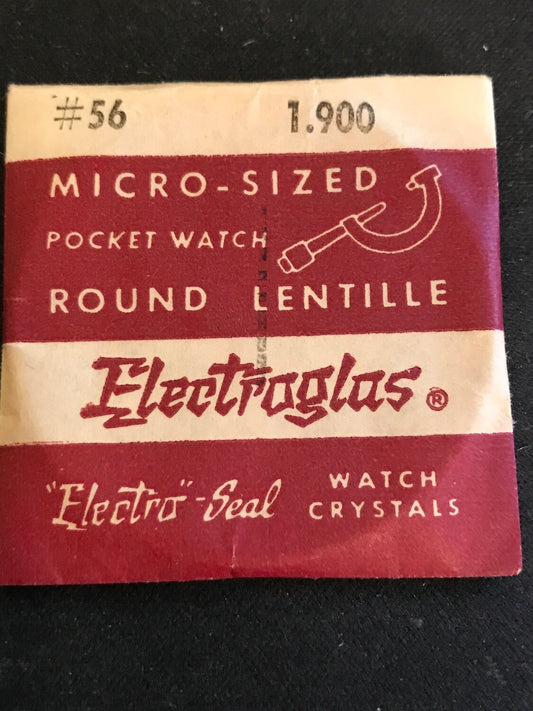 #56 1.900
MICRO-SIZED
POCKET WATCH
ROUND LENTILLE
Electroglas ®
"Electro"-Seal WATCH CRYSTALS